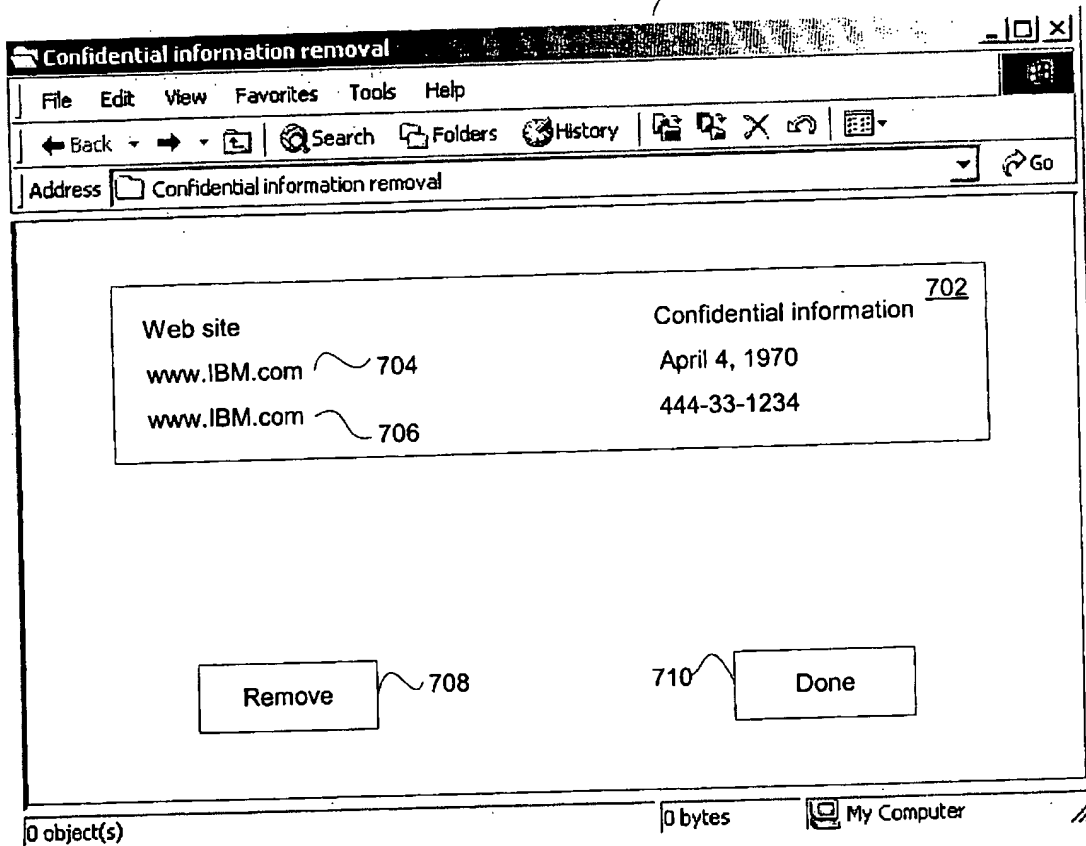 Confidential information removal
File Edit View Favorites Tools Help
Back Search Folders History
Address Confidential information removal Go
702
Web site Confidential information
www.IBM.com 704 April 4, 1970
www.IBM.com 706 444-33-1234
Remove 708 710 Done
0 object(s) 0 bytes My Computer